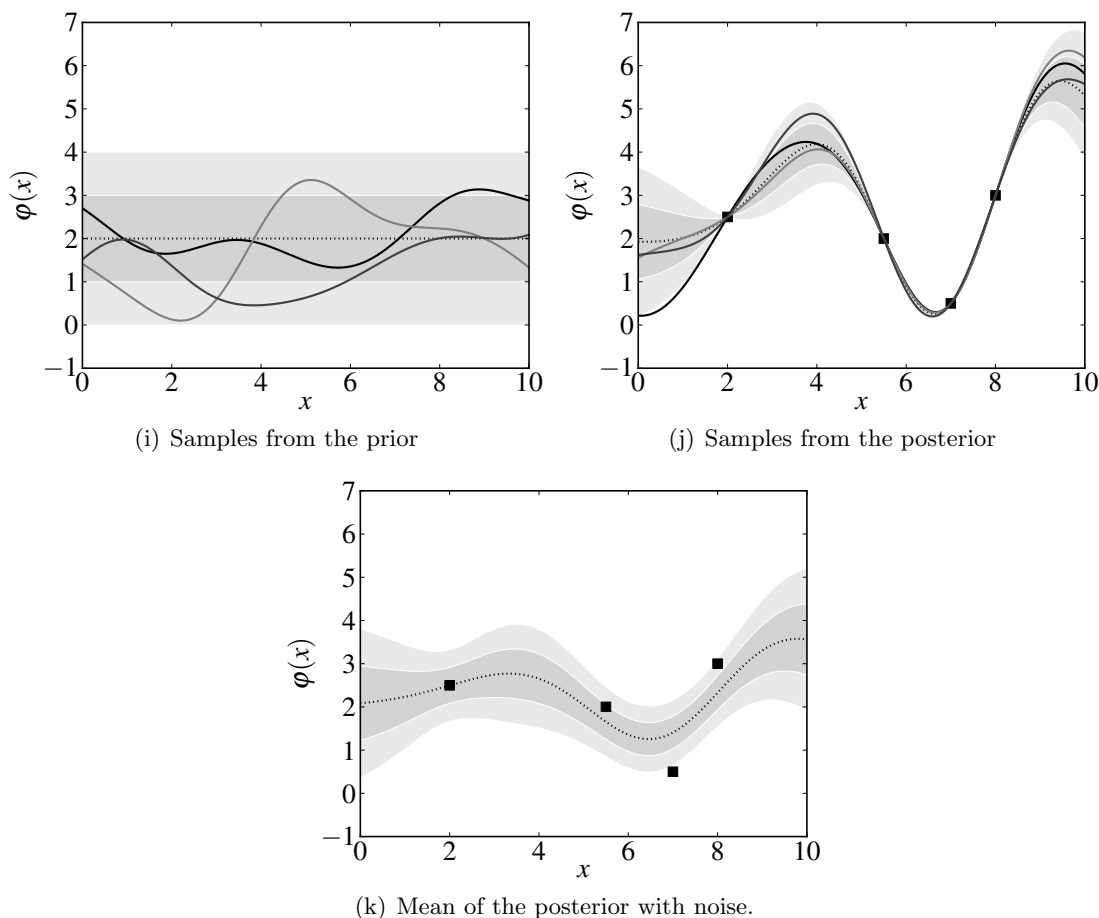 7
6
5
4
3
2
1
0
−1
φ(x)
0 2 4 6 8 10
x
(i) Samples from the prior
7
6
5
4
3
2
1
0
−1
φ(x)
0 2 4 6 8 10
x
(j) Samples from the posterior
7
6
5
4
3
2
1
0
−1
φ(x)
0 2 4 6 8 10
x
(k) Mean of the posterior with noise.